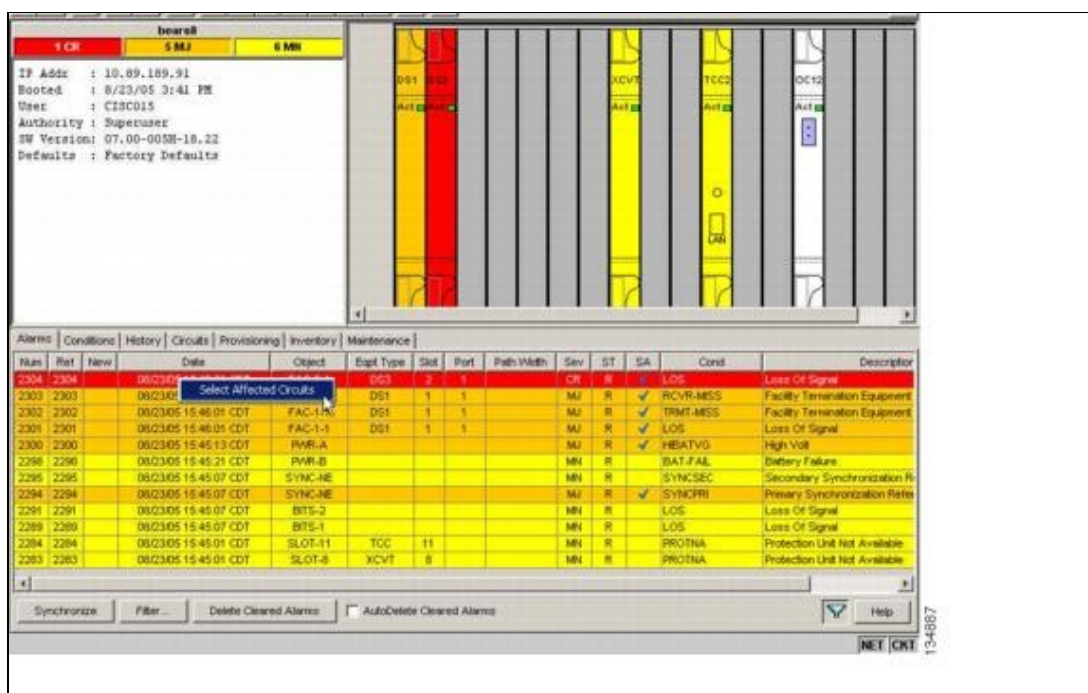 bearsll
1 CR 5 MJ 6 MN
IP Addr : 10.89.189.91
Booted : 8/23/05 3:41 PM
User : CISCO15
Authority : Superuser
SW Version: 07.00-005H-18.22
Defaults : Factory Defaults
DS1 XCVT TCC2 OC12
Act Act Act Act
LAN
Alarms Conditions History Circuits Provisioning Inventory Maintenance
Num Ref New Date Object Eqpt Type Slot Port Path Width Sev ST SA Cond Description
2304 2304 DS3 2 1 CR R LOS Loss Of Signal
Select Affected Circuits
2303 2303 08/23/05 DS1 1 1 MJ R ✓ RCVR-MISS Facility Termination Equipment
2302 2302 08/23/05 15:46:01 CDT DS1 1 1 MJ R ✓ TRMT-MISS Facility Termination Equipment
2301 2301 08/23/05 15:46:01 CDT FAC-1-1 DS1 1 1 MJ R ✓ LOS Loss Of Signal
2300 2300 08/23/05 15:45:13 CDT PWR-A MJ R ✓ HIBATVG High Volt
2298 2298 08/23/05 15:45:21 CDT PWR-B MN R BAT-FAIL Battery Failure
2295 2295 08/23/05 15:45:07 CDT SYNC-NE MN R SYNCSEC Secondary Synchronization R
2294 2294 08/23/05 15:45:07 CDT SYNC-NE MJ R ✓ SYNCPRI Primary Synchronization Refer
2291 2291 08/23/05 15:45:07 CDT BITS-2 MN R LOS Loss Of Signal
2289 2289 08/23/05 15:45:07 CDT BITS-1 MN R LOS Loss Of Signal
2284 2284 08/23/05 15:45:01 CDT SLOT-11 TCC 11 MN R PROTNA Protection Unit Not Available
2283 2283 08/23/05 15:45:01 CDT SLOT-8 XCVT 8 MN R PROTNA Protection Unit Not Available
Synchronize Filter... Delete Cleared Alarms AutoDelete Cleared Alarms Help
NET CKT
134887